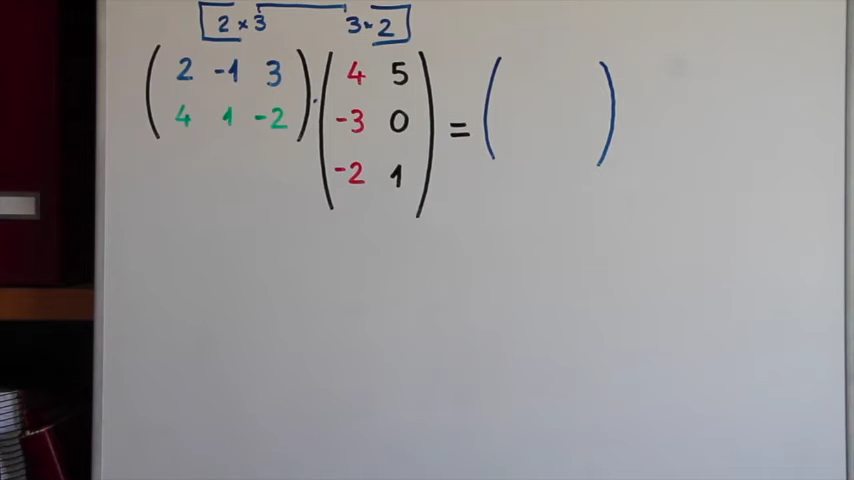 2 × 3 3 × 2
( 2 -1 3 ) · ( 4 5 ) = ( )
4 1 -2 -3 0
-2 1